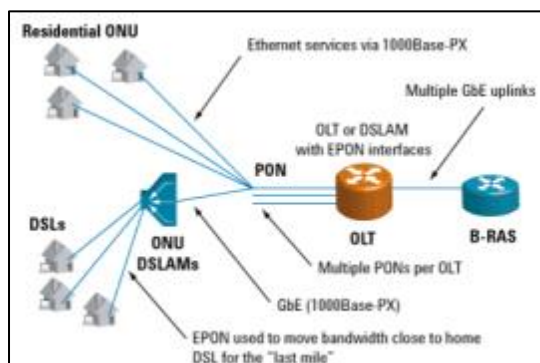 Residential ONU
Ethernet services via 1000Base-PX
Multiple GbE uplinks
OLT or DSLAM
with EPON interfaces
PON
DSLs
ONU
DSLAMs
OLT
B-RAS
Multiple PONs per OLT
GbE (1000Base-PX)
EPON used to move bandwidth close to home
DSL for the "last mile"